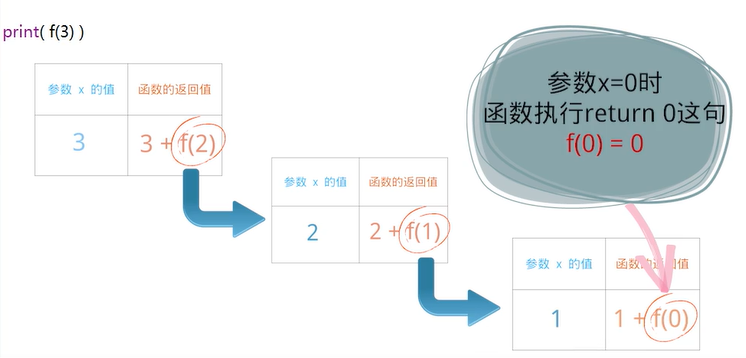 print( f(3) )
参数 x 的值 函数的返回值
3 3 + f(2)
参数 x 的值 函数的返回值
2 2 + f(1)
参数x=0时
函数执行return 0这句
f(0) = 0
参数 x 的值 函数的返回值
1 1 + f(0)